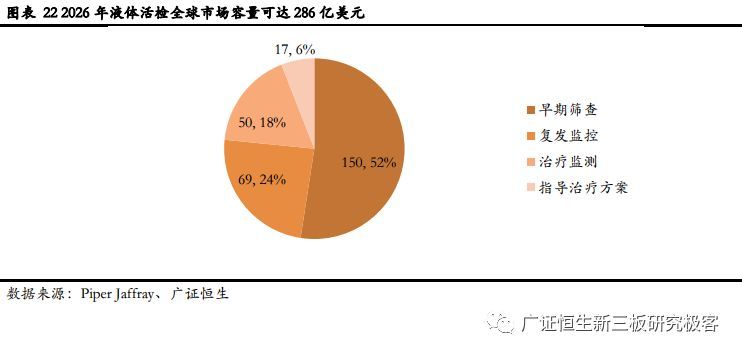 图表 22 2026 年液体活检全球市场容量可达 286 亿美元
17, 6%
50, 18%
69, 24%
150, 52%
早期筛查
复发监控
治疗监测
指导治疗方案
数据来源：Piper Jaffray、广证恒生
广证恒生新三板研究极客